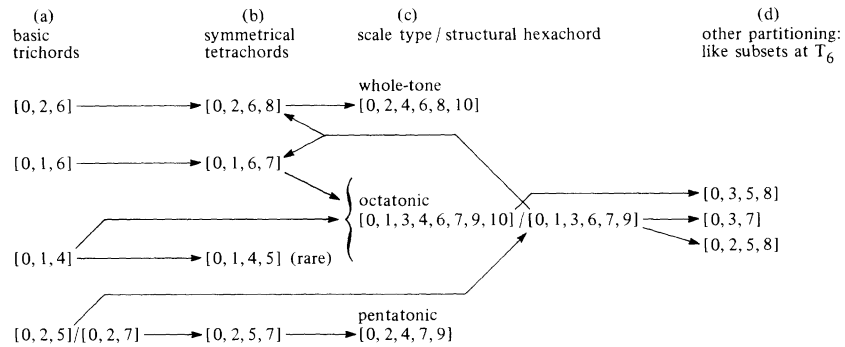 (a) (b) (c) (d)
basic symmetrical scale type / structural hexachord other partitioning:
trichords tetrachords like subsets at T6
whole-tone
[0, 2, 6] [0, 2, 6, 8] [0, 2, 4, 6, 8, 10]
[0, 1, 6] [0, 1, 6, 7]
octatonic [0, 3, 5, 8]
[0, 1, 3, 4, 6, 7, 9, 10] / [0, 1, 3, 6, 7, 9] [0, 3, 7]
[0, 2, 5, 8]
[0, 1, 4] [0, 1, 4, 5] (rare)
pentatonic
[0, 2, 5]/[0, 2, 7] [0, 2, 5, 7] [0, 2, 4, 7, 9}